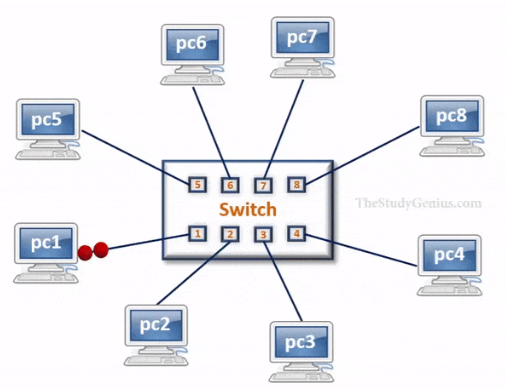 pc6
pc7
pc5
pc8
5 6 7 8
Switch
TheStudyGenius.com
1 2 3 4
pc1
pc4
pc2
pc3